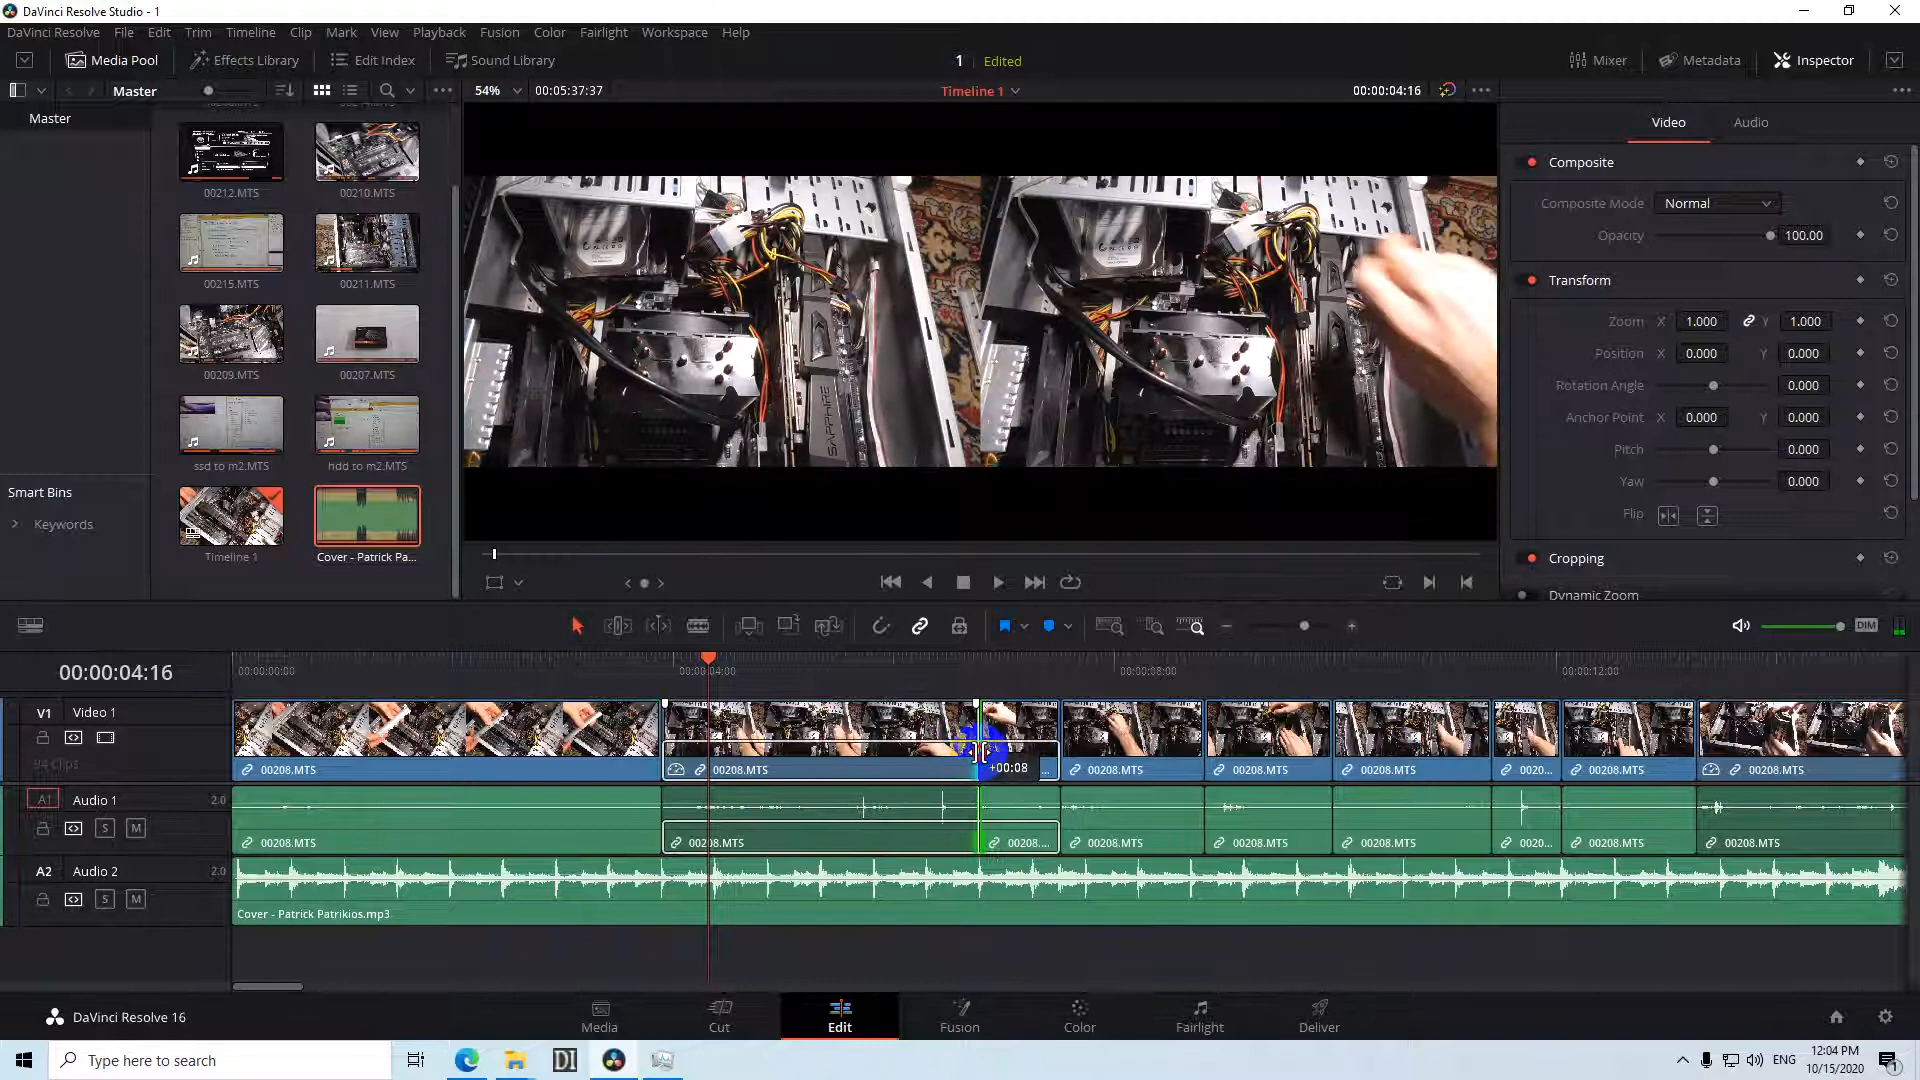 DaVinci Resolve Studio - 1
DaVinci Resolve File Edit Trim Timeline Clip Mark View Playback Fusion Color Fairlight Workspace Help
Media Pool Effects Library Edit Index Sound Library 1 Edited Mixer Metadata Inspector
Master 54% 00:05:37:37 Timeline 1 00:00:04:16
Master
Video Audio
00212.MTS 00210.MTS
00215.MTS 00211.MTS
00209.MTS 00207.MTS
ssd to m2.MTS hdd to m2.MTS
Timeline 1 Cover - Patrick Pa...
Smart Bins
Keywords
SAPPHIRE
Composite
Composite Mode Normal
Opacity 100.00
Transform
Zoom X 1.000 Y 1.000
Position X 0.000 Y 0.000
Rotation Angle 0.000
Anchor Point X 0.000 Y 0.000
Pitch 0.000
Yaw 0.000
Flip
Cropping
Dynamic Zoom
DIM
00:00:04:16 00:00:00:00 00:00:04:00 00:00:08:00 00:00:12:00
V1 Video 1
94 Clips
00208.MTS 00208.MTS +00:08 ... 00208.MTS 00208.MTS 00208.MTS 0020... 00208.MTS 00208.MTS
A1 Audio 1 2.0
S M
00208.MTS 00208.MTS 00208.... 00208.MTS 00208.MTS 00208.MTS 0020... 00208.MTS 00208.MTS
A2 Audio 2 2.0
S M
Cover - Patrick Patrikios.mp3
DaVinci Resolve 16
Media Cut Edit Fusion Color Fairlight Deliver
Type here to search
DI
ENG
12:04 PM
10/15/2020
1